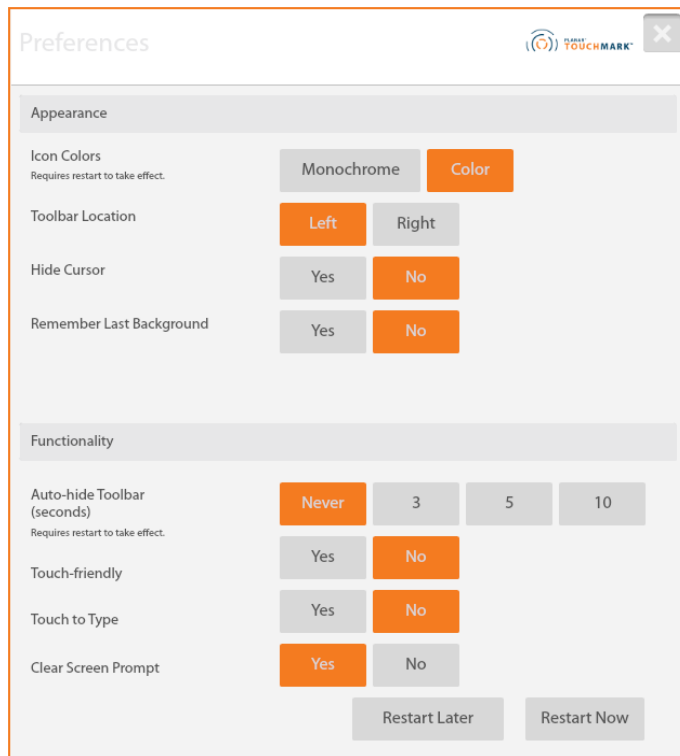 Preferences
PLANAR® TOUCHMARK™
Appearance
Icon Colors
Requires restart to take effect.
Monochrome Color
Toolbar Location Left Right
Hide Cursor Yes No
Remember Last Background Yes No
Functionality
Auto-hide Toolbar
(seconds)
Requires restart to take effect.
Never 3 5 10
Touch-friendly Yes No
Touch to Type Yes No
Clear Screen Prompt Yes No
Restart Later Restart Now